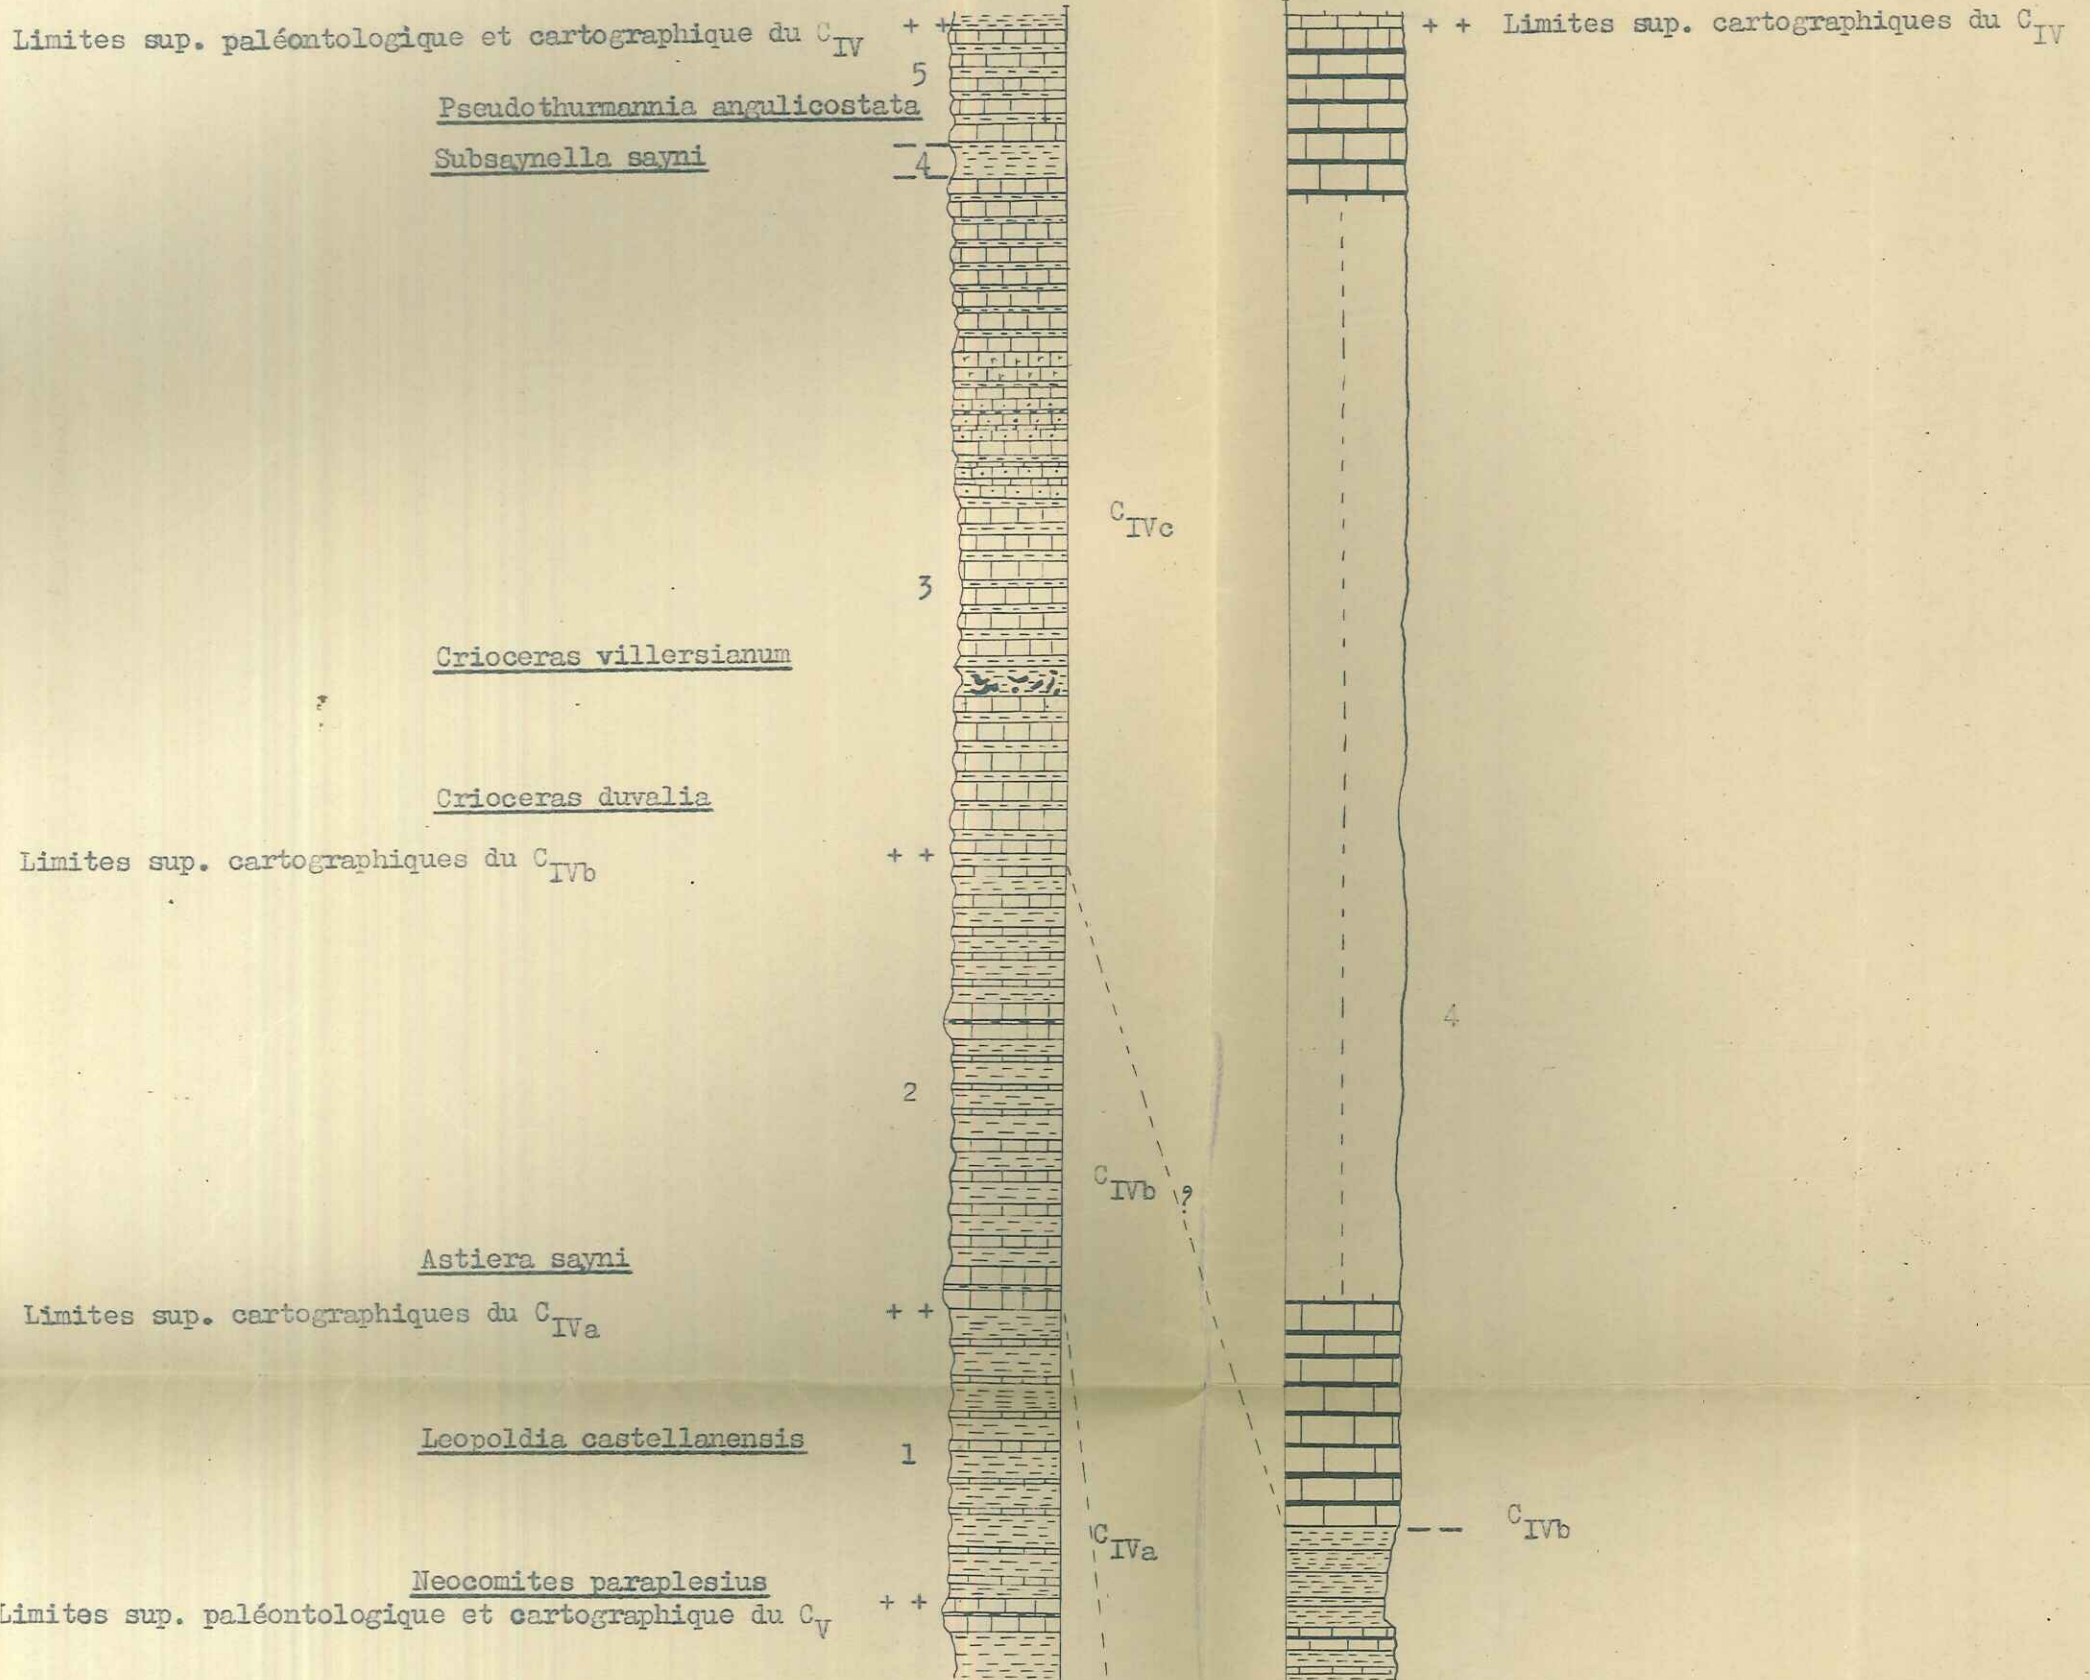 Limites sup. paléontologique et cartographique du C_IV + +
+ + Limites sup. cartographiques du C_IV
5
Pseudothurmannia angulicostata
Subsaynella sayni
4
C_IVc
3
Crioceras villersianum
?
Crioceras duvalia
Limites sup. cartographiques du C_IVb + +
4
2
C_IVb ?
Astiera sayni
Limites sup. cartographiques du C_IVa + +
Leopoldia castellanensis
1
C_IVb
C_IVa
Neocomites paraplesius
Limites sup. paléontologique et cartographique du C_V + +